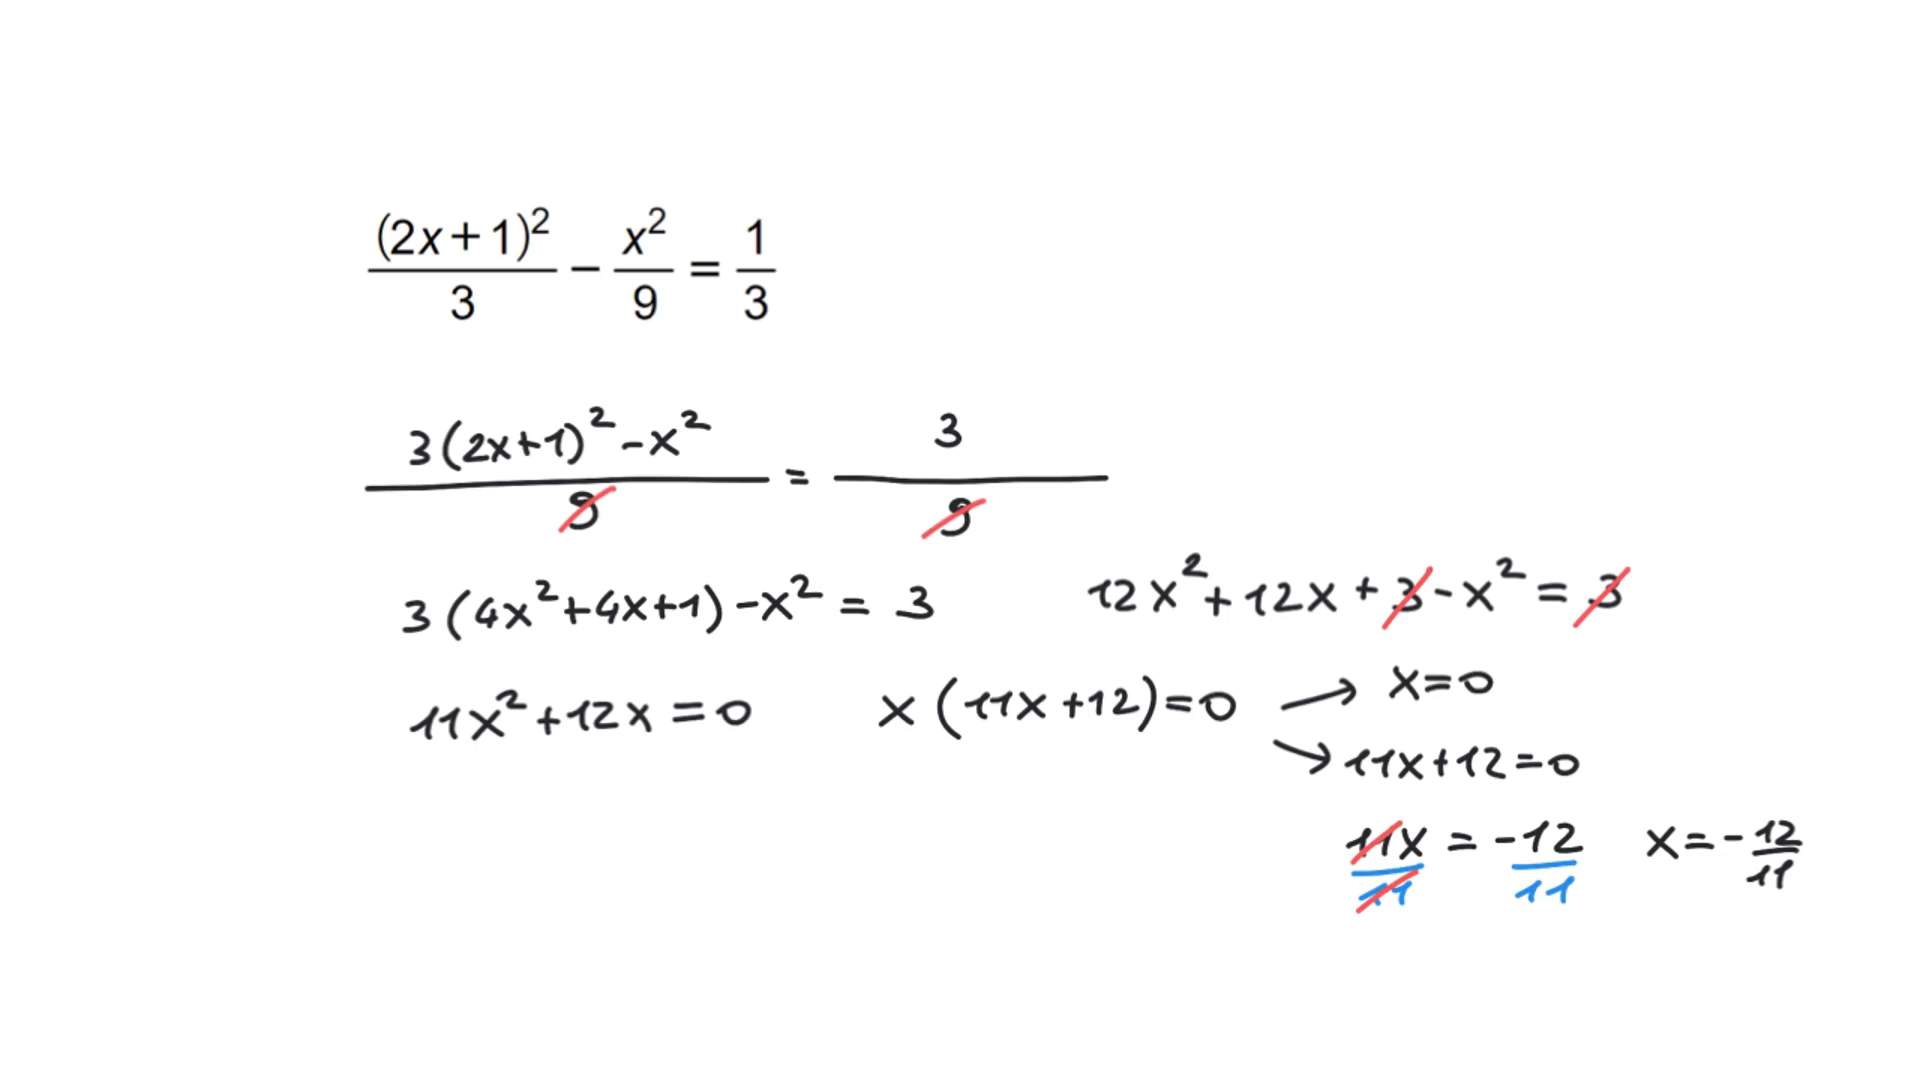 (2x+1)²/3 − x²/9 = 1/3
3(2x+1)²−x²/9 = 3/9
3(4x²+4x+1)−x² = 3   12x²+12x+3−x² = 3
11x²+12x=0   x(11x+12)=0 → x=0
→ 11x+12=0
11x/11 = −12/11   x=−12/11